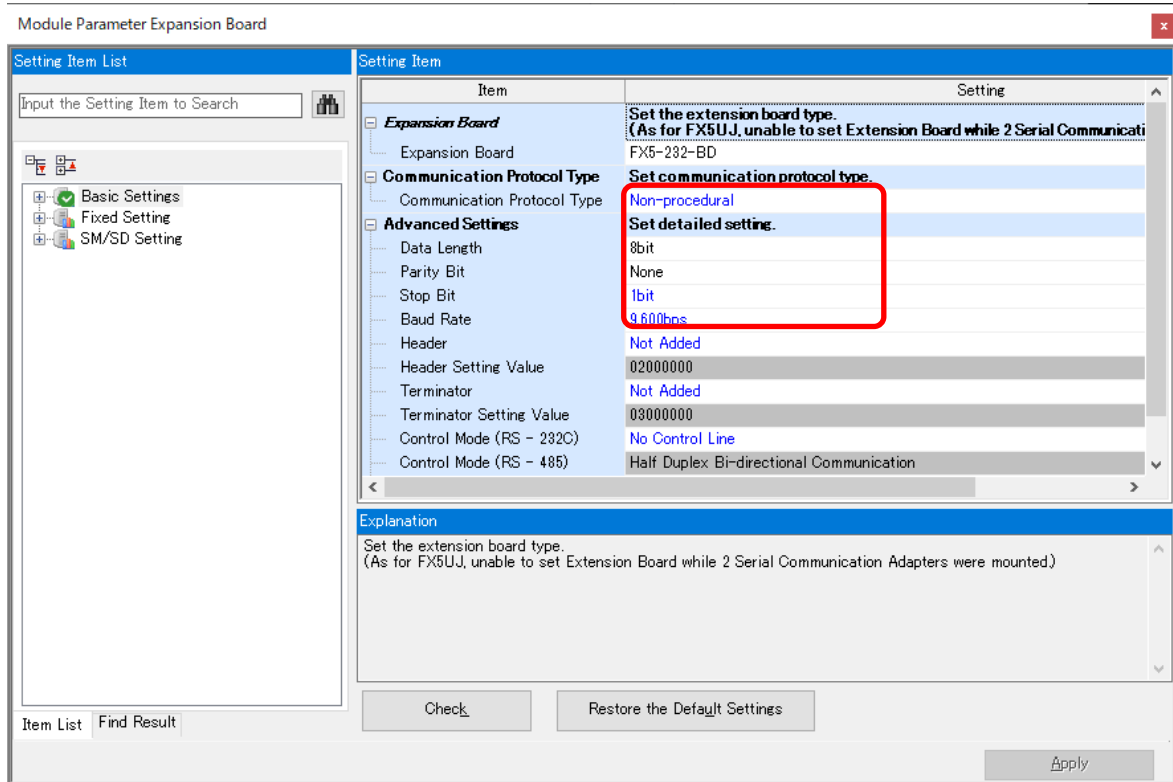 Module Parameter Expansion Board
x
Setting Item List
Input the Setting Item to Search
Basic Settings
Fixed Setting
SM/SD Setting
Item List
Find Result
Setting Item
Item Setting
Expansion Board Set the extension board type.
(As for FX5UJ, unable to set Extension Board while 2 Serial Communicati
Expansion Board FX5-232-BD
Communication Protocol Type Set communication protocol type.
Communication Protocol Type Non-procedural
Advanced Settings Set detailed setting.
Data Length 8bit
Parity Bit None
Stop Bit 1bit
Baud Rate 9,600bps
Header Not Added
Header Setting Value 02000000
Terminator Not Added
Terminator Setting Value 03000000
Control Mode (RS - 232C) No Control Line
Control Mode (RS - 485) Half Duplex Bi-directional Communication
Explanation
Set the extension board type.
(As for FX5UJ, unable to set Extension Board while 2 Serial Communication Adapters were mounted.)
Check Restore the Default Settings
Apply